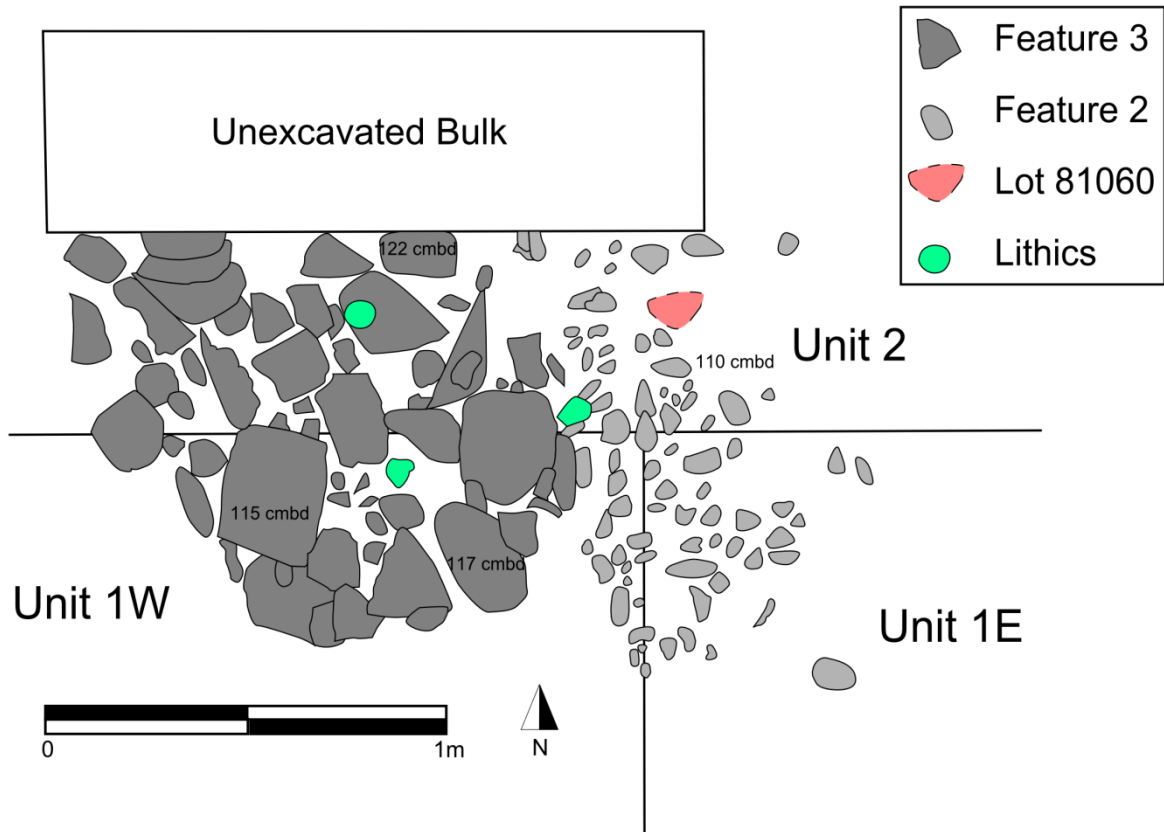 Unexcavated Bulk
Feature 3
Feature 2
Lot 81060
Lithics
122 cmbd
Unit 2
110 cmbd
115 cmbd
117 cmbd
Unit 1W
Unit 1E
0
1m
N